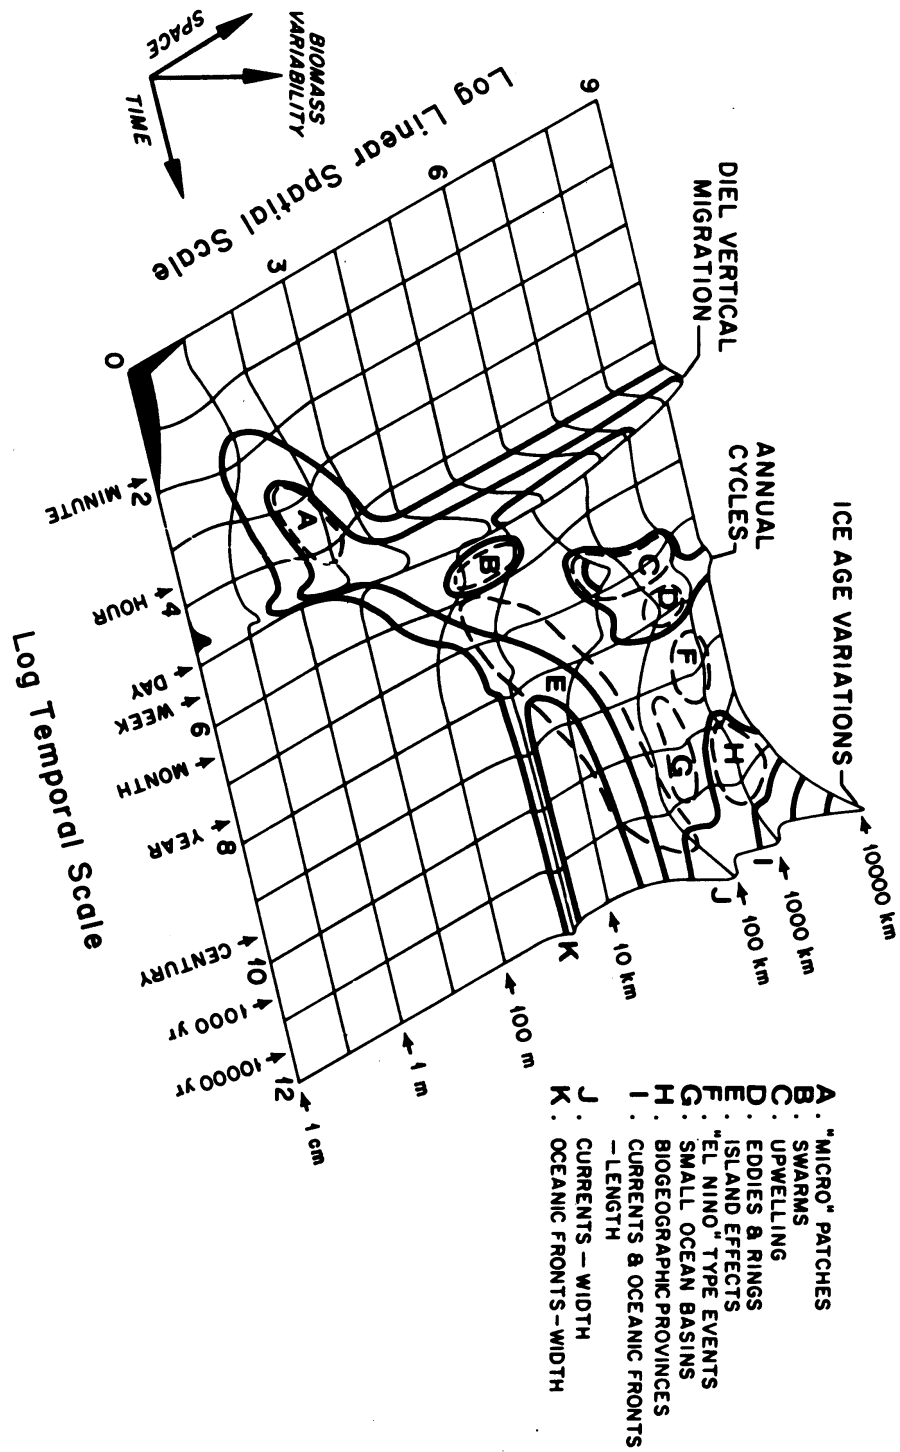 DIEL VERTICAL
MIGRATION
ANNUAL
CYCLES
ICE AGE VARIATIONS
BIOMASS
VARIABILITY
SPACE
TIME
Log Linear Spatial Scale
9
6
3
0
2
4
6
8
10
12
MINUTE
HOUR
DAY
WEEK
MONTH
YEAR
CENTURY
1000 yr
10000 yr
Log Temporal Scale
1 cm
1 m
100 m
10 km
100 km
1000 km
10000 km
A
B
C
D
E
F
G
H
I
J
K
A. "MICRO" PATCHES
B. SWARMS
C. UPWELLING
D. EDDIES & RINGS
E. ISLAND EFFECTS
F. "EL NINO" TYPE EVENTS
G. SMALL OCEAN BASINS
H. BIOGEOGRAPHIC PROVINCES
I. CURRENTS & OCEANIC FRONTS
-LENGTH
J. CURRENTS - WIDTH
K. OCEANIC FRONTS-WIDTH